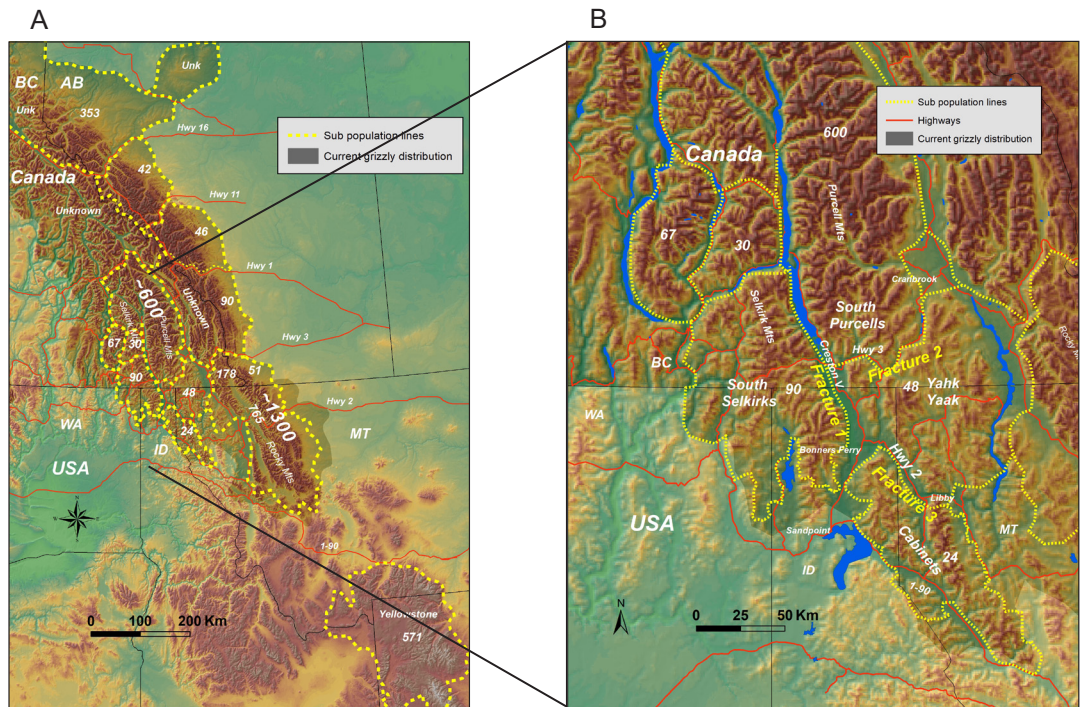 A
BC
AB
Unk
Unk
353
Hwy 16
Sub population lines
Current grizzly distribution
42
Canada
Hwy 11
Unknown
46
Hwy 1
~600
Unknown
90
Selkirk Mts
Purcell Mts
Hwy 3
67
30
51
178
90
48
~1300
765
Hwy 2
WA
24
MT
ID
Rocky Mts
USA
N
1-90
Yellowstone
571
0 100 200 Km
B
Sub population lines
Highways
Current grizzly distribution
600
Canada
Purcell Mts
67
30
Cranbrook
Selkirk Mts
South
Purcells
Rocky M
Hwy 3
BC
Creston V
Fracture 2
South
Selkirks
90
48
Yahk
Yaak
Fracture 1
WA
Bonners Ferry
Hwy 2
Fracture 3
Libby
USA
Sandpoint
MT
Cabinets
24
ID
1-90
N
0 25 50 Km